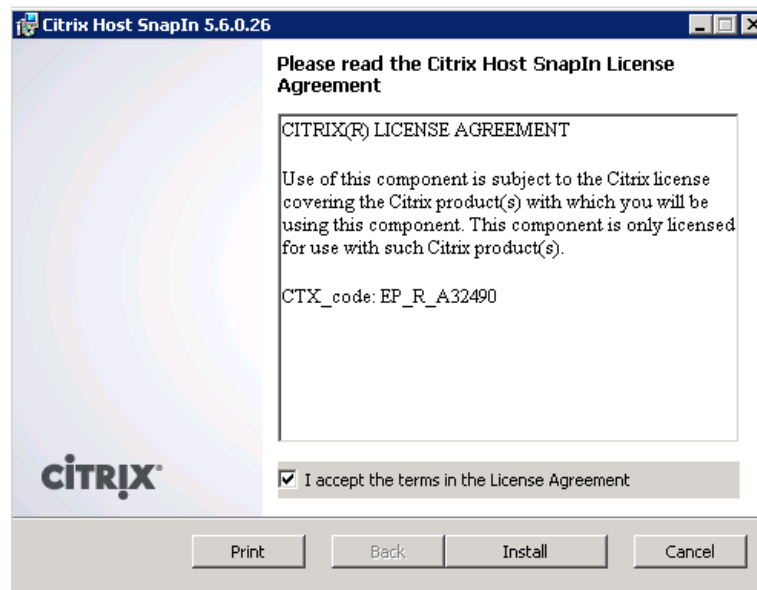 Citrix Host SnapIn 5.6.0.26
Please read the Citrix Host SnapIn License
Agreement
CITRIX(R) LICENSE AGREEMENT
Use of this component is subject to the Citrix license
covering the Citrix product(s) with which you will be
using this component. This component is only licensed
for use with such Citrix product(s).
CTX_code: EP_R_A32490
CİTRIX®
I accept the terms in the License Agreement
Print
Back
Install
Cancel